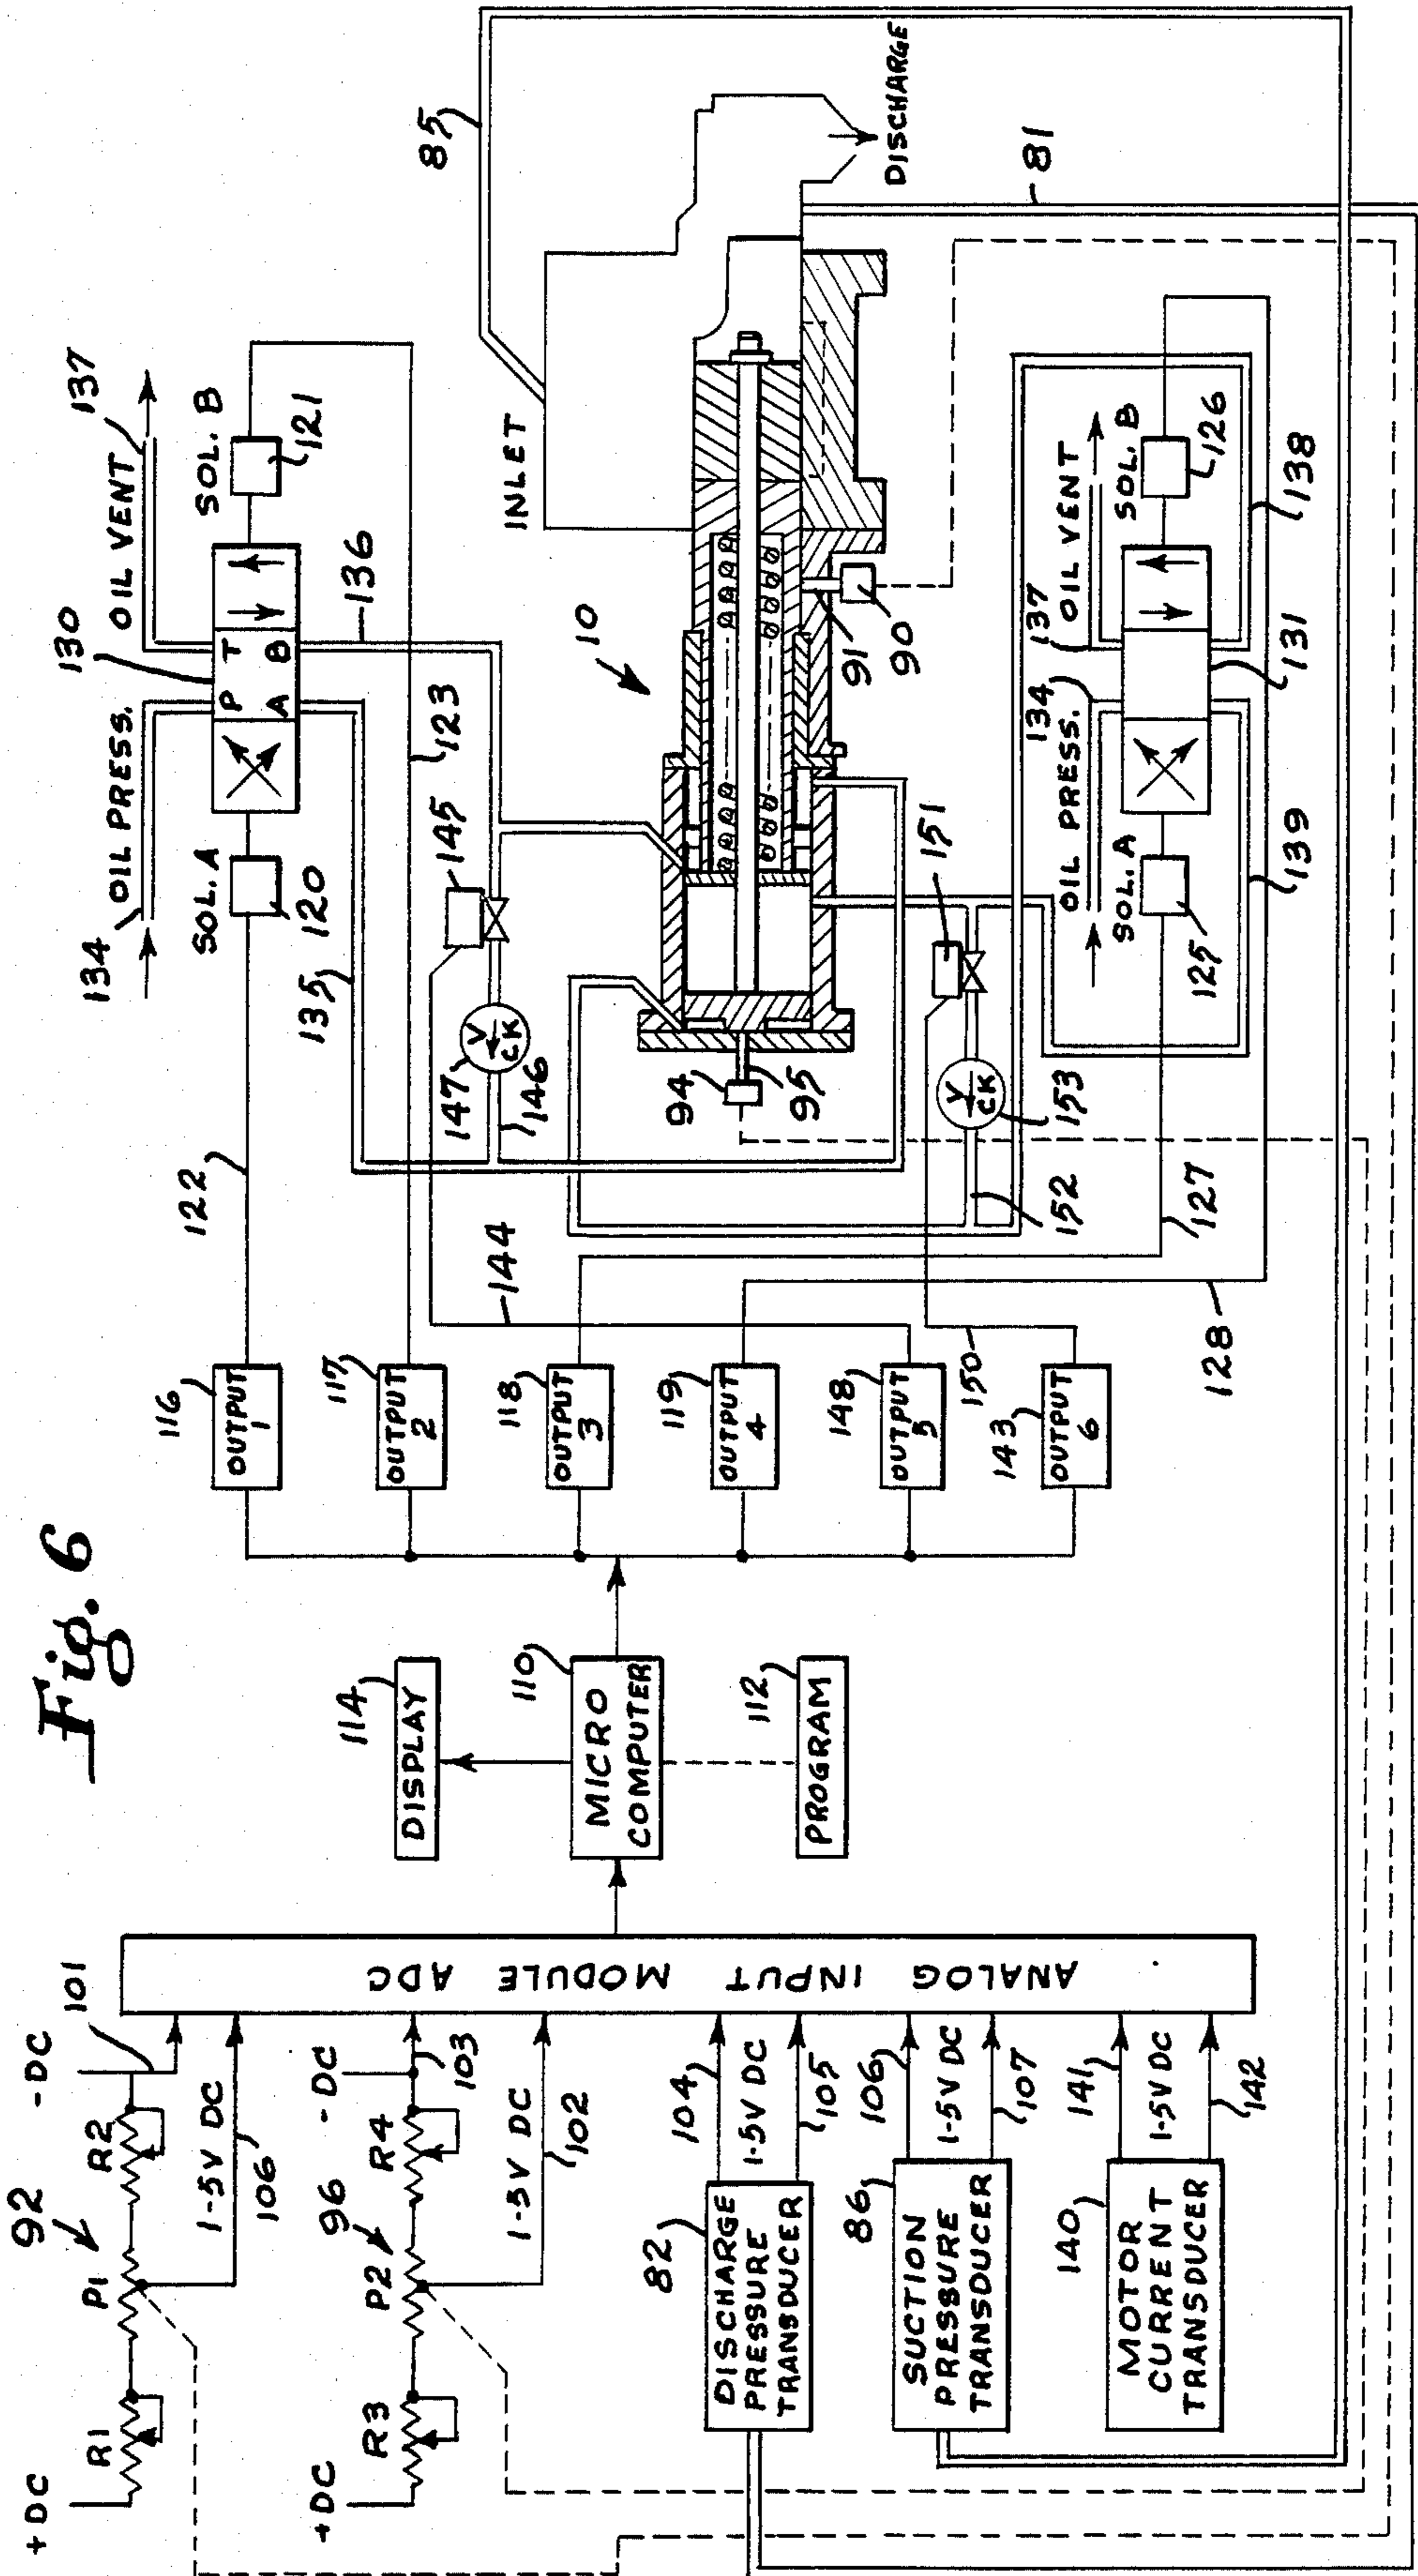 Fig. 6
+DC
R1
P1
R2
-DC
92
101
1-5V DC
106
+DC
R3
P2
R4
-DC
96
103
1-5V DC
102
82
DISCHARGE
PRESSURE
TRANSDUCER
104
1-5V DC
105
86
SUCTION
PRESSURE
TRANSDUCER
106
1-5V DC
107
140
MOTOR
CURRENT
TRANSDUCER
141
1-5V DC
142
ANALOG INPUT MODULE ADC
114
DISPLAY
110
MICRO
COMPUTER
112
PROGRAM
116
OUTPUT
1
117
OUTPUT
2
118
OUTPUT
3
119
OUTPUT
4
148
OUTPUT
5
143
OUTPUT
6
122
123
144
150
128
127
134
OIL PRESS.
130
OIL VENT
137
SOL. A
120
P T
A B
SOL. B
121
135
136
145
147
V
CK
146
10
INLET
85
DISCHARGE
81
94
95
91
90
151
V
CK
153
152
134
OIL PRESS.
137
OIL VENT
SOL. A
125
SOL. B
126
131
138
139